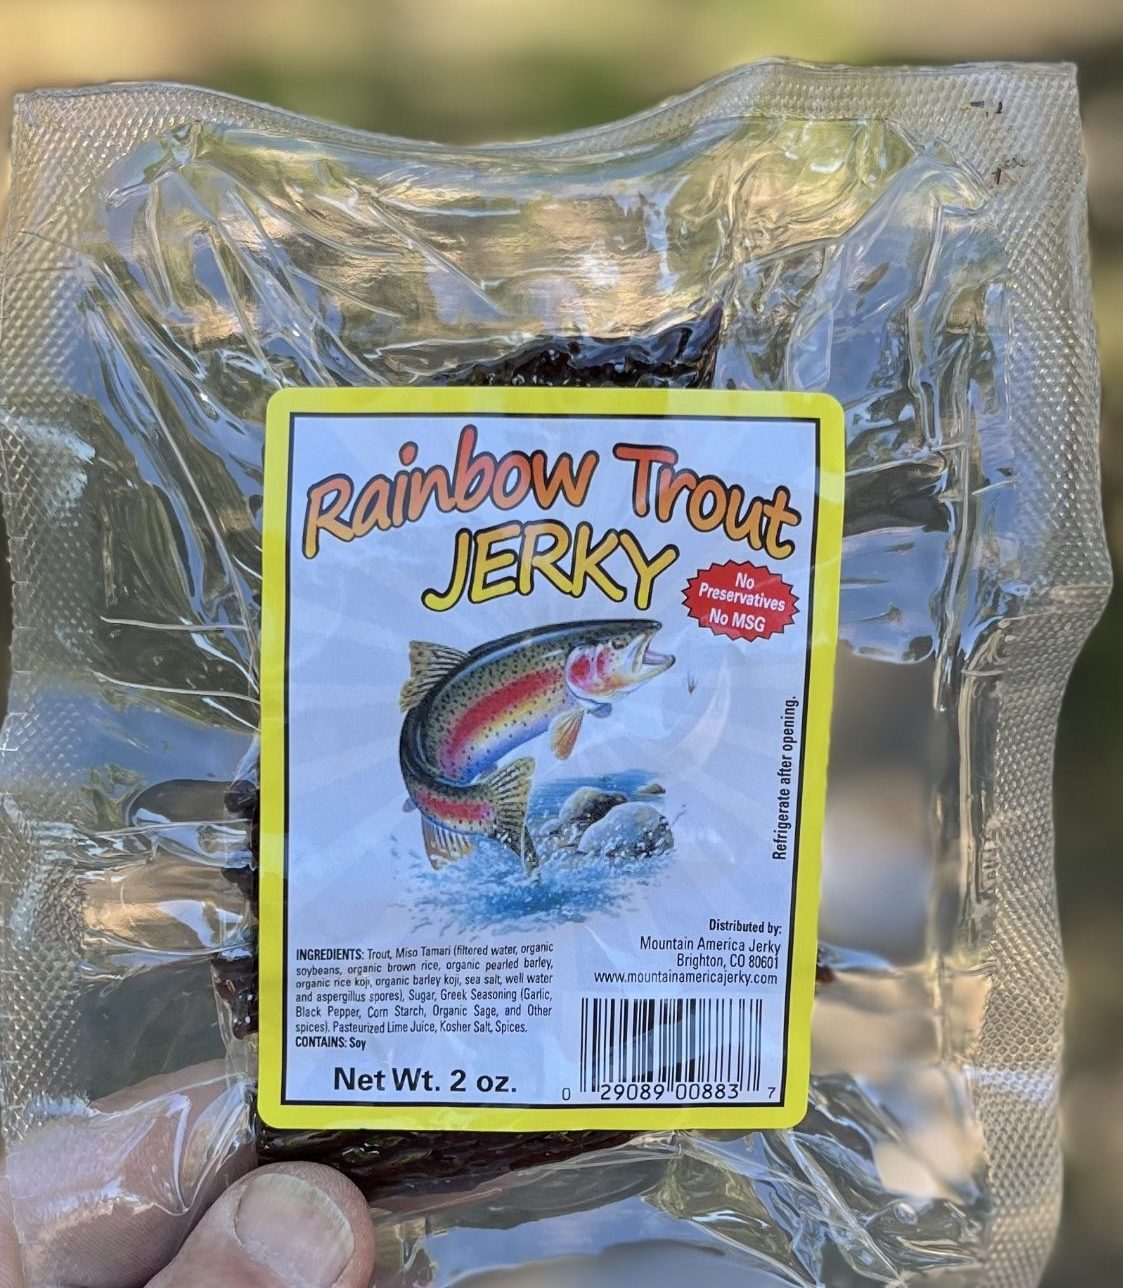 Rainbow Trout
JERKY
No
Preservatives
No MSG
Refrigerate after opening.
Distributed by:
Mountain America Jerky
Brighton, CO 80601
www.mountainamericajerky.com
INGREDIENTS: Trout, Miso Tamari (filtered water, organic
soybeans, organic brown rice, organic pearled barley,
organic rice koji, organic barley koji, sea salt, well water
and aspergillus spores), Sugar, Greek Seasoning (Garlic,
Black Pepper, Corn Starch, Organic Sage, and Other
spices). Pasteurized Lime Juice, Kosher Salt, Spices.
CONTAINS: Soy
Net Wt. 2 oz.
0 29089 00883 7